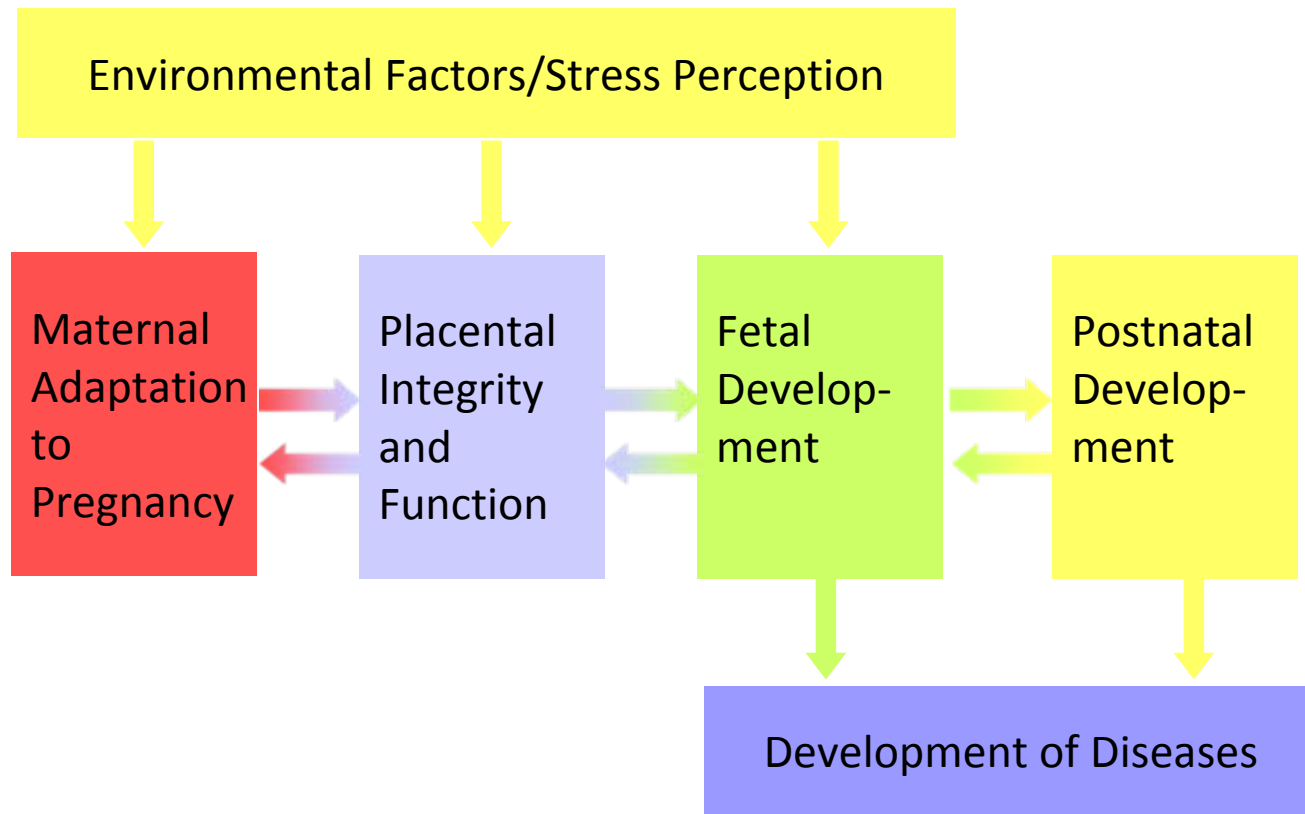 Environmental Factors/Stress Perception
Maternal
Adaptation
to
Pregnancy
Placental
Integrity
and
Function
Fetal
Develop-
ment
Postnatal
Develop-
ment
Development of Diseases